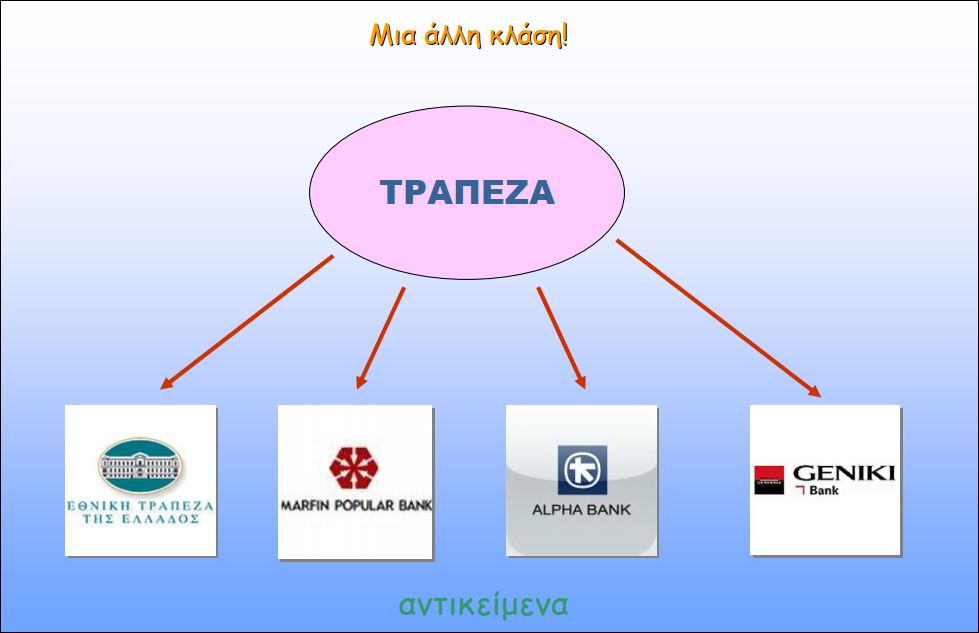 Μια άλλη κλάση!
ΤΡΑΠΕΖΑ
ΕΘΝΙΚΗ ΤΡΑΠΕΖΑ
ΤΗΣ ΕΛΛΑΔΟΣ
MARFIN POPULAR BANK
ALPHA BANK
GENIKI
Bank
αντικείμενα